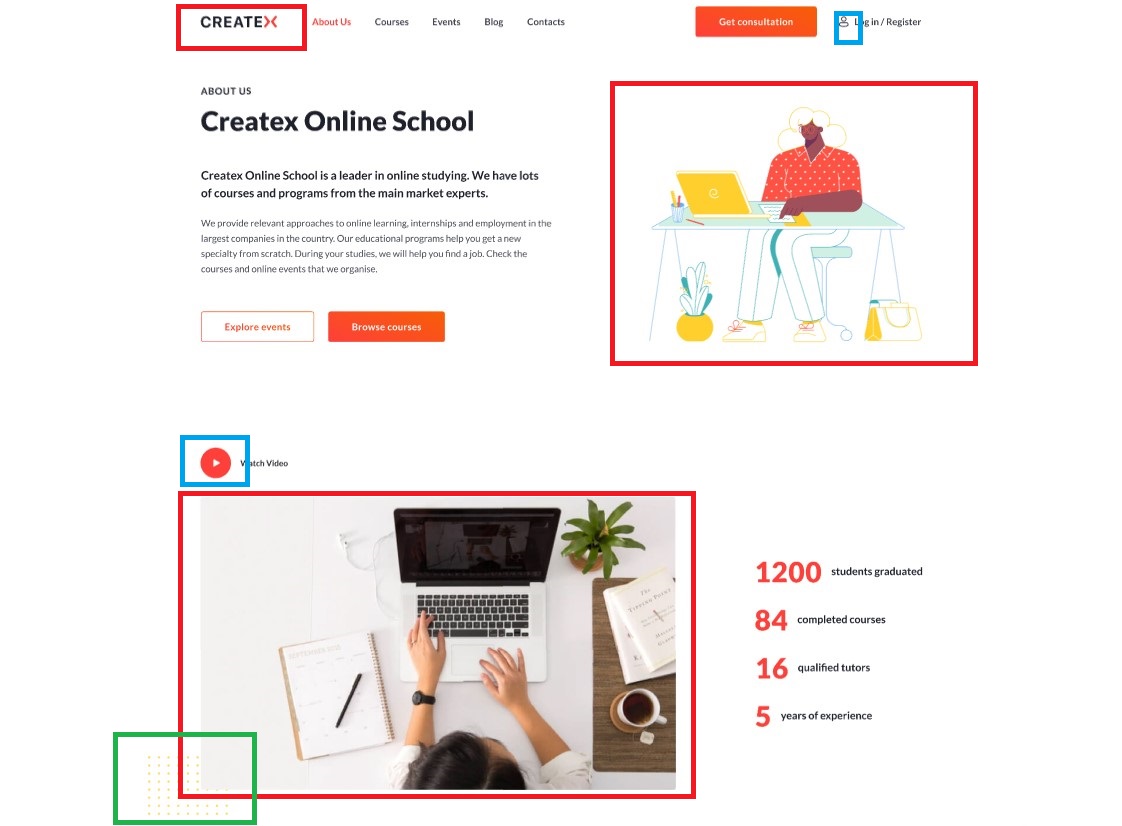 CREATEX
About Us
Courses
Events
Blog
Contacts
Get consultation
Log in / Register
ABOUT US
Createx Online School
Createx Online School is a leader in online studying. We have lots
of courses and programs from the main market experts.
We provide relevant approaches to online learning, internships and employment in the
largest companies in the country. Our educational programs help you get a new
specialty from scratch. During your studies, we will help you find a job. Check the
courses and online events that we organise.
Explore events
Browse courses
Watch Video
SEPTEMBER
1200 students graduated
84 completed courses
16 qualified tutors
5 years of experience